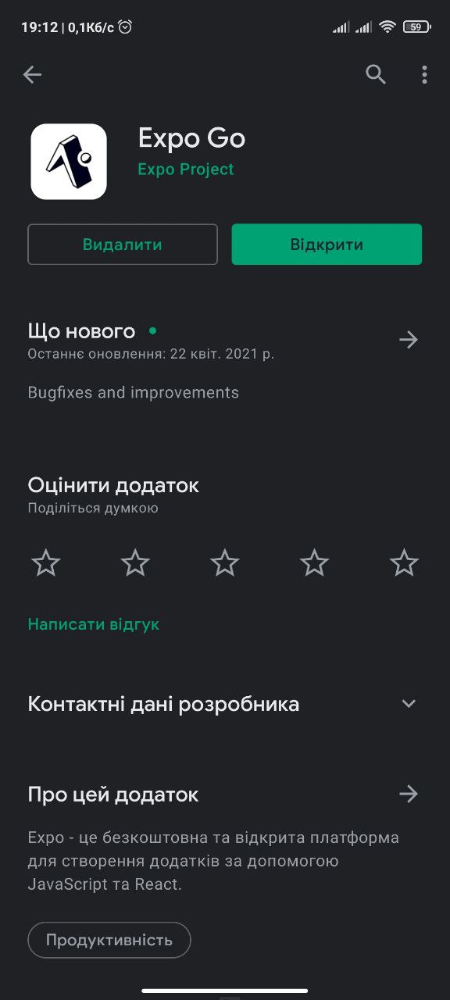 19:12 | 0,1Кб/с
59
Expo Go
Expo Project
Видалити
Відкрити
Що нового
Останнє оновлення: 22 квіт. 2021 р.
Bugfixes and improvements
Оцінити додаток
Поділіться думкою
Написати відгук
Контактні дані розробника
Про цей додаток
Expo - це безкоштовна та відкрита платформа
для створення додатків за допомогою
JavaScript та React.
Продуктивність